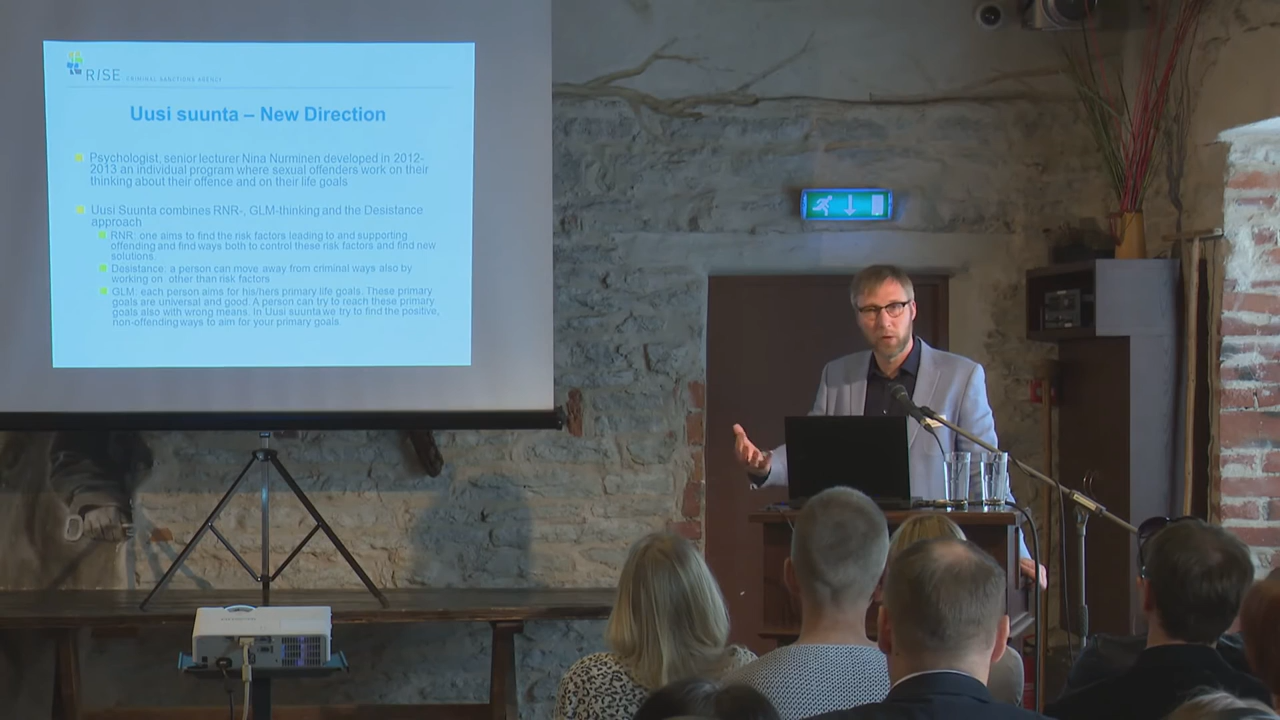 RISE CRIMINAL SANCTIONS AGENCY
Uusi suunta – New Direction
Psychologist, senior lecturer Nina Nurminen developed in 2012-
2013 an individual program where sexual offenders work on their
thinking about their offence and on their life goals
Uusi Suunta combines RNR-, GLM-thinking and the Desistance
approach
RNR: one aims to find the risk factors leading to and supporting
offending and find ways both to control these risk factors and find new
solutions.
Desistance: a person can move away from criminal ways also by
working on other than risk factors
GLM: each person aims for his/hers primary life goals. These primary
goals are universal and good. A person can try to reach these primary
goals also with wrong means. In Uusi suunta we try to find the positive,
non-offending ways to aim for your primary goals.